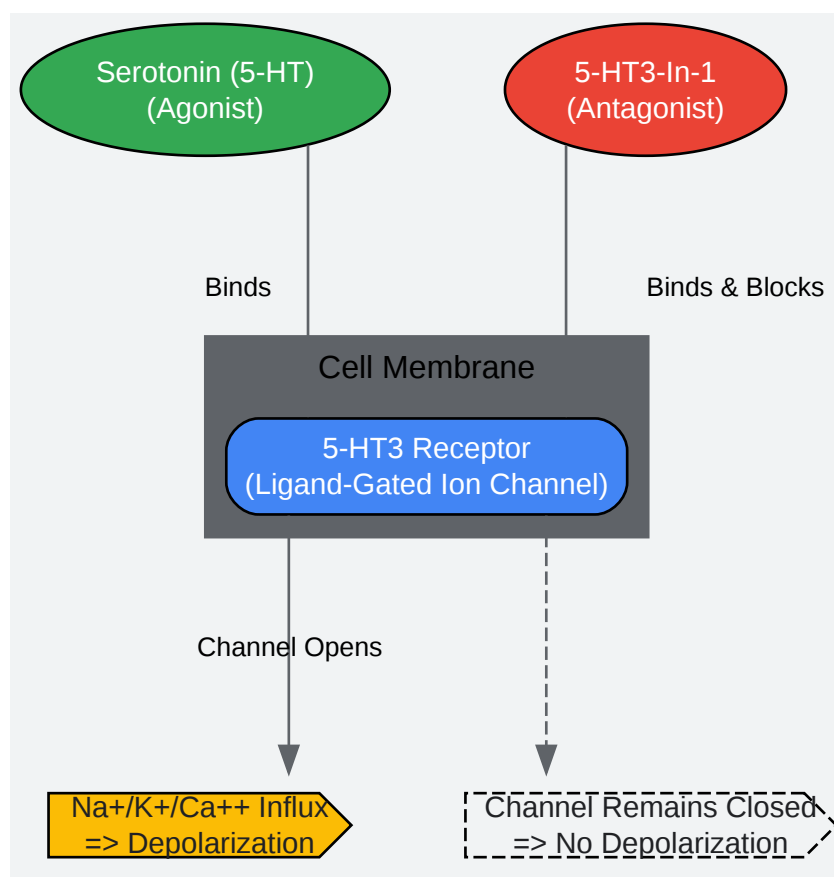 Serotonin (5-HT)
(Agonist)
5-HT3-In-1
(Antagonist)
Binds
Binds & Blocks
Cell Membrane
5-HT3 Receptor
(Ligand-Gated Ion Channel)
Channel Opens
Na+/K+/Ca++ Influx
=> Depolarization
Channel Remains Closed
=> No Depolarization